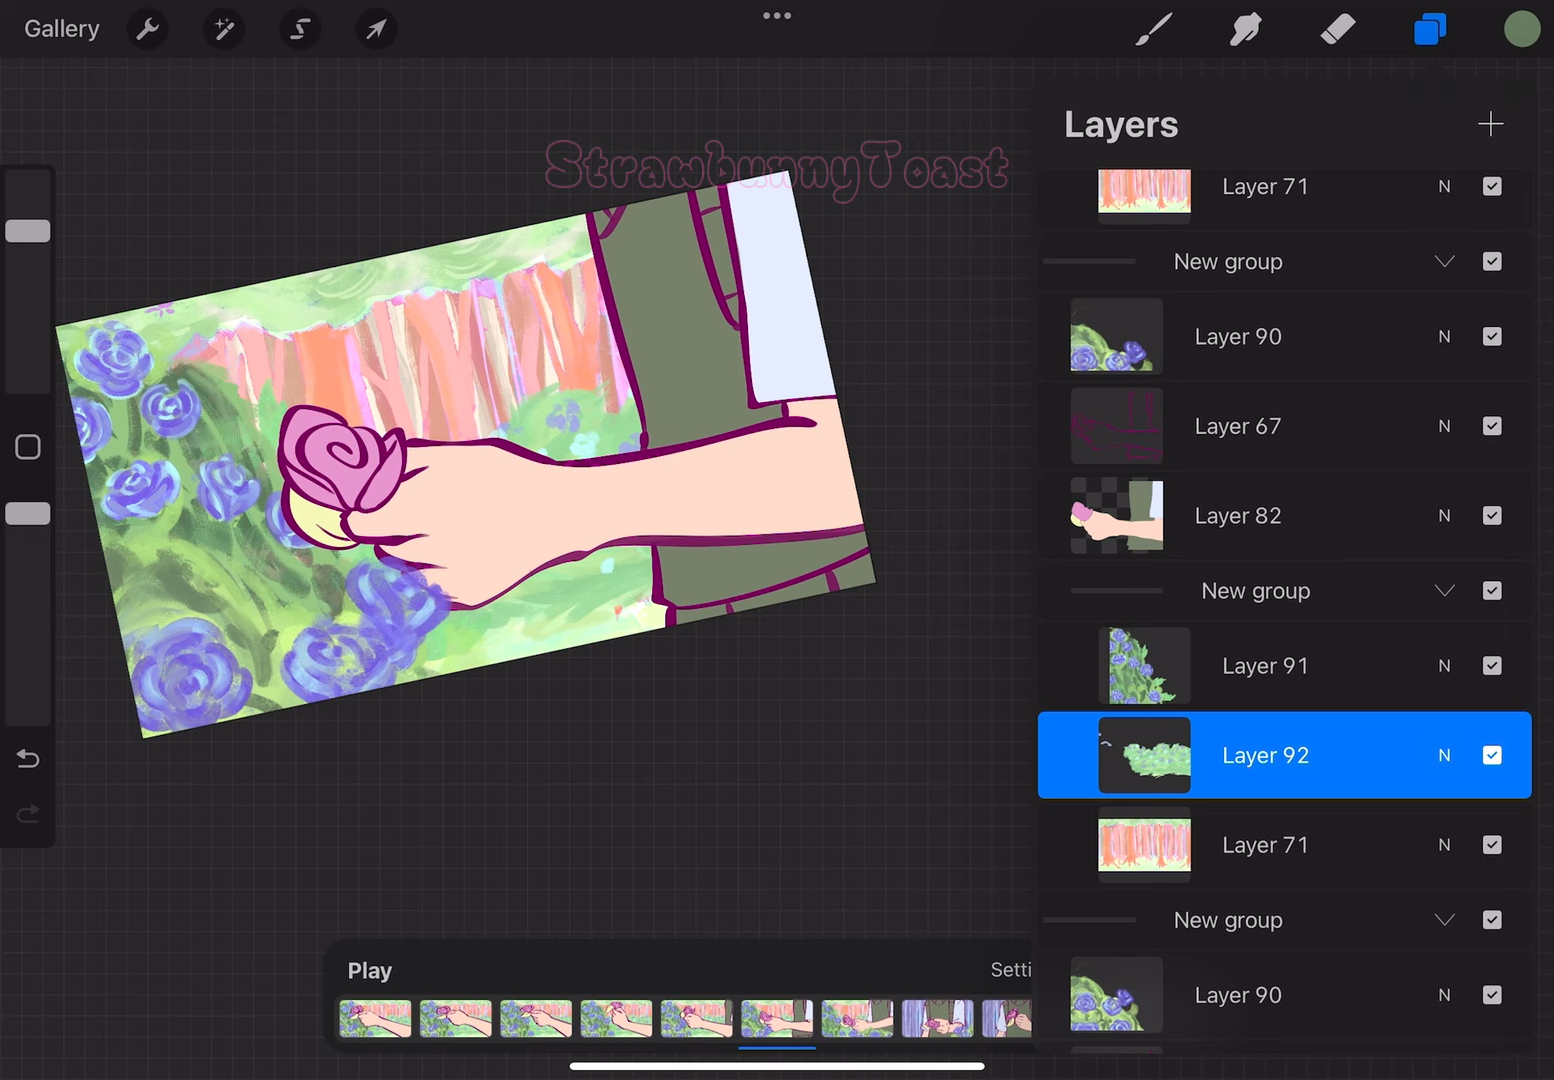 Gallery
StrawbunnyToast
Layers
Layer 71 N
New group
Layer 90 N
Layer 67 N
Layer 82 N
New group
Layer 91 N
Layer 92 N
Layer 71 N
New group
Layer 90 N
Play Setti